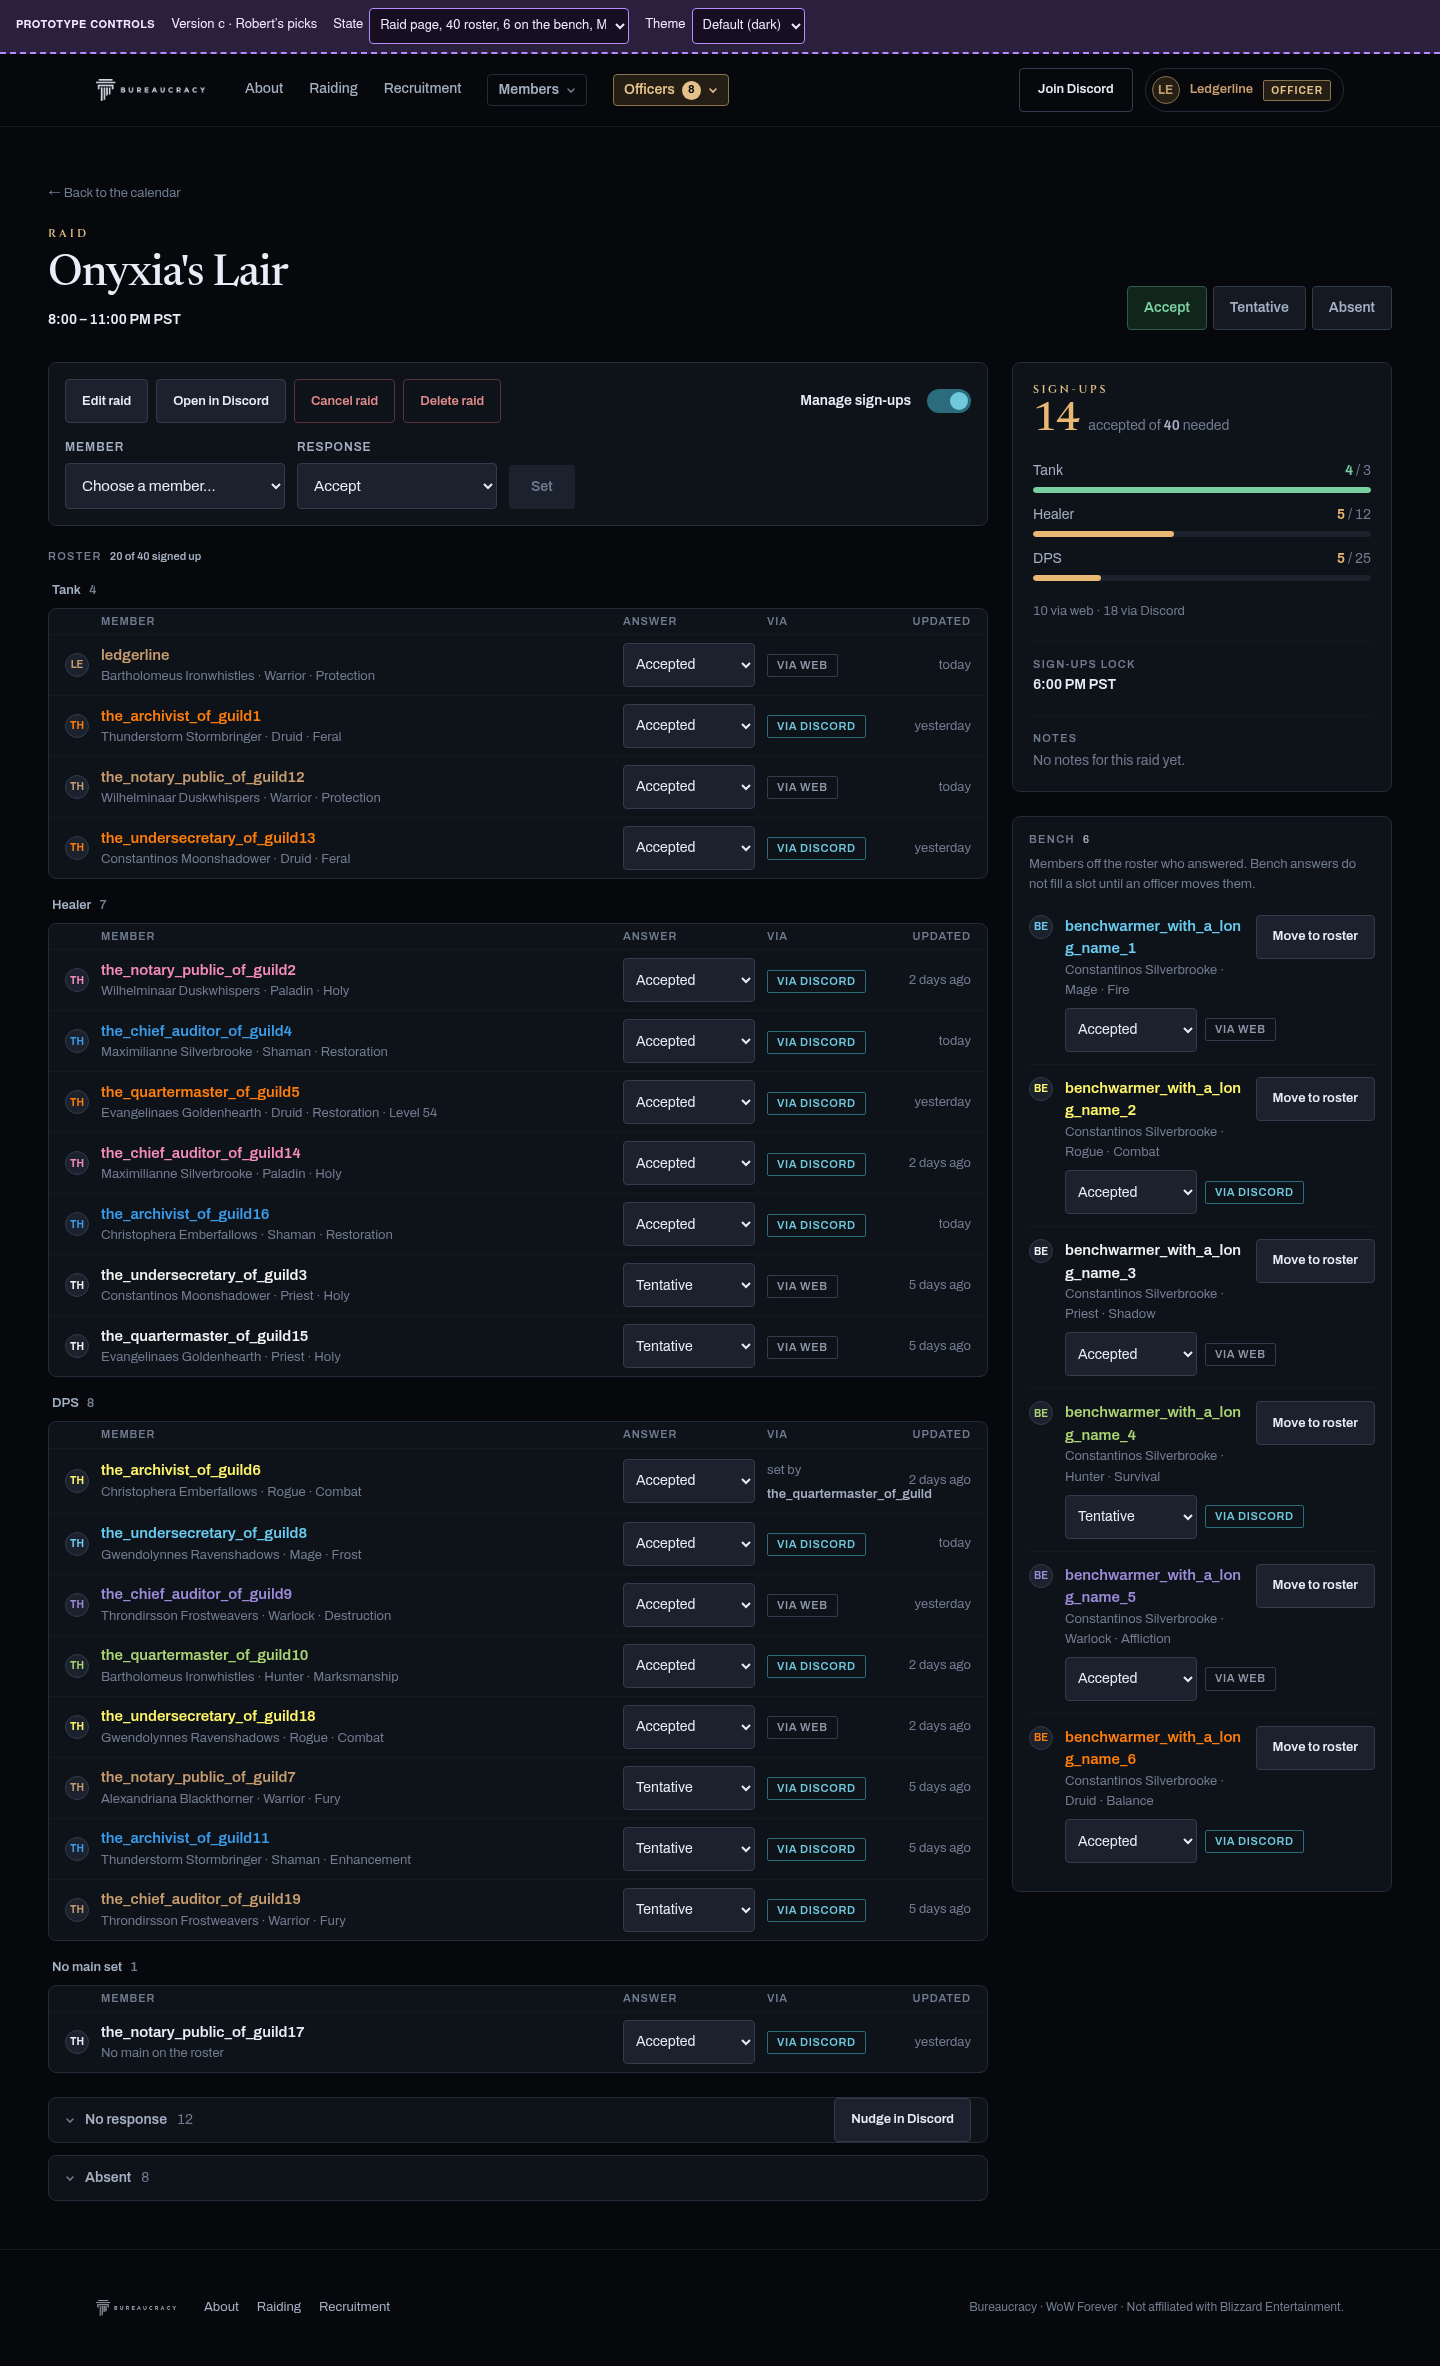 PROTOTYPE CONTROLS Version c · Robert's picks State Raid page, 40 roster, 6 on the bench, M Theme Default (dark)
BUREAUCRACY About Raiding Recruitment Members Officers 8 Join Discord LE Ledgerline OFFICER
← Back to the calendar
RAID
Onyxia's Lair
8:00 – 11:00 PM PST
Accept Tentative Absent
Edit raid Open in Discord Cancel raid Delete raid Manage sign-ups
MEMBER RESPONSE
Choose a member... Accept Set
ROSTER 20 of 40 signed up
Tank 4
MEMBER ANSWER VIA UPDATED
LE ledgerline Accepted VIA WEB today
Bartholomeus Ironwhistles · Warrior · Protection
TH the_archivist_of_guild1 Accepted VIA DISCORD yesterday
Thunderstorm Stormbringer · Druid · Feral
TH the_notary_public_of_guild12 Accepted VIA WEB today
Wilhelminaar Duskwhispers · Warrior · Protection
TH the_undersecretary_of_guild13 Accepted VIA DISCORD yesterday
Constantinos Moonshadower · Druid · Feral
Healer 7
MEMBER ANSWER VIA UPDATED
TH the_notary_public_of_guild2 Accepted VIA DISCORD 2 days ago
Wilhelminaar Duskwhispers · Paladin · Holy
TH the_chief_auditor_of_guild4 Accepted VIA DISCORD today
Maximilianne Silverbrooke · Shaman · Restoration
TH the_quartermaster_of_guild5 Accepted VIA DISCORD yesterday
Evangelinaes Goldenhearth · Druid · Restoration · Level 54
TH the_chief_auditor_of_guild14 Accepted VIA DISCORD 2 days ago
Maximilianne Silverbrooke · Paladin · Holy
TH the_archivist_of_guild16 Accepted VIA DISCORD today
Christophera Emberfallows · Shaman · Restoration
TH the_undersecretary_of_guild3 Tentative VIA WEB 5 days ago
Constantinos Moonshadower · Priest · Holy
TH the_quartermaster_of_guild15 Tentative VIA WEB 5 days ago
Evangelinaes Goldenhearth · Priest · Holy
DPS 8
MEMBER ANSWER VIA UPDATED
TH the_archivist_of_guild6 Accepted set by the_quartermaster_of_guild 2 days ago
Christophera Emberfallows · Rogue · Combat
TH the_undersecretary_of_guild8 Accepted VIA DISCORD today
Gwendolynnes Ravenshadows · Mage · Frost
TH the_chief_auditor_of_guild9 Accepted VIA WEB yesterday
Throndirsson Frostweavers · Warlock · Destruction
TH the_quartermaster_of_guild10 Accepted VIA DISCORD 2 days ago
Bartholomeus Ironwhistles · Hunter · Marksmanship
TH the_undersecretary_of_guild18 Accepted VIA WEB 2 days ago
Gwendolynnes Ravenshadows · Rogue · Combat
TH the_notary_public_of_guild7 Tentative VIA DISCORD 5 days ago
Alexandriana Blackthorner · Warrior · Fury
TH the_archivist_of_guild11 Tentative VIA DISCORD 5 days ago
Thunderstorm Stormbringer · Shaman · Enhancement
TH the_chief_auditor_of_guild19 Tentative VIA DISCORD 5 days ago
Throndirsson Frostweavers · Warrior · Fury
No main set 1
MEMBER ANSWER VIA UPDATED
TH the_notary_public_of_guild17 Accepted VIA DISCORD yesterday
No main on the roster
No response 12 Nudge in Discord
Absent 8
SIGN-UPS
14 accepted of 40 needed
Tank 4 / 3
Healer 5 / 12
DPS 5 / 25
10 via web · 18 via Discord
SIGN-UPS LOCK
6:00 PM PST
NOTES
No notes for this raid yet.
BENCH 6
Members off the roster who answered. Bench answers do
not fill a slot until an officer moves them.
BE benchwarmer_with_a_lon Move to roster
g_name_1
Constantinos Silverbrooke ·
Mage · Fire
Accepted VIA WEB
BE benchwarmer_with_a_lon Move to roster
g_name_2
Constantinos Silverbrooke ·
Rogue · Combat
Accepted VIA DISCORD
BE benchwarmer_with_a_lon Move to roster
g_name_3
Constantinos Silverbrooke ·
Priest · Shadow
Accepted VIA WEB
BE benchwarmer_with_a_lon Move to roster
g_name_4
Constantinos Silverbrooke ·
Hunter · Survival
Tentative VIA DISCORD
BE benchwarmer_with_a_lon Move to roster
g_name_5
Constantinos Silverbrooke ·
Warlock · Affliction
Accepted VIA WEB
BE benchwarmer_with_a_lon Move to roster
g_name_6
Constantinos Silverbrooke ·
Druid · Balance
Accepted VIA DISCORD
BUREAUCRACY About Raiding Recruitment Bureaucracy · WoW Forever · Not affiliated with Blizzard Entertainment.